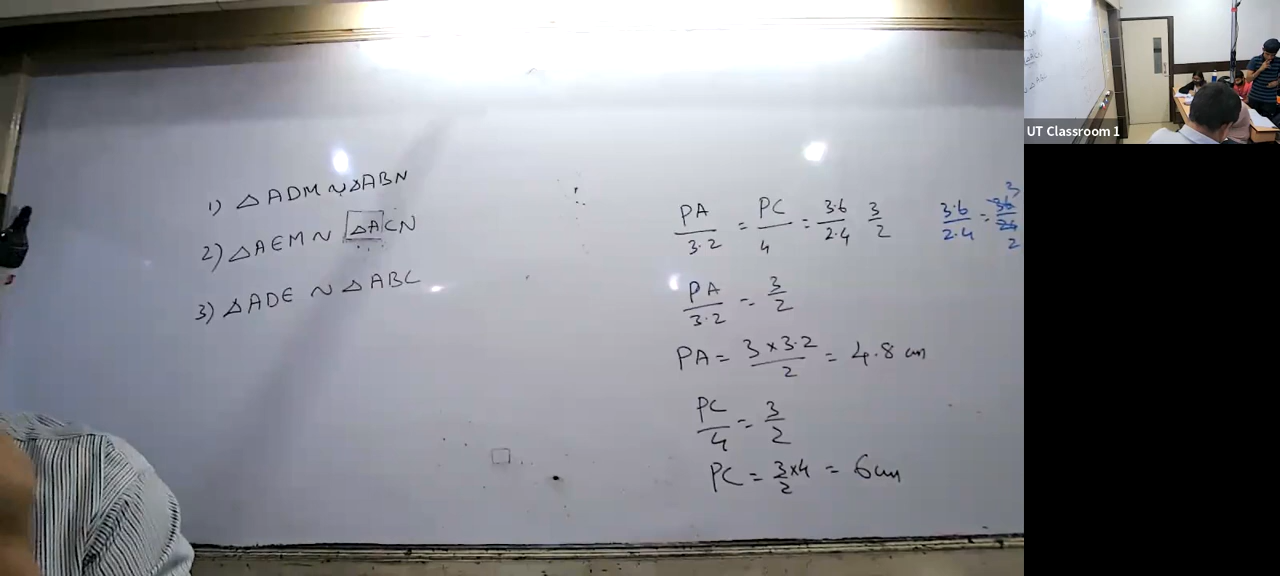 1) △ADM ~ △ABN
2) △AEM ~ △ACN
3) △ADE ~ △ABC
PA/3.2 = PC/4 = 3.6/2.4 3/2
3.6/2.4 = 36/24 3/2
PA/3.2 = 3/2
PA = 3×3.2/2 = 4.8 cm
PC/4 = 3/2
PC = 3/2 ×4 = 6cm
UT Classroom 1